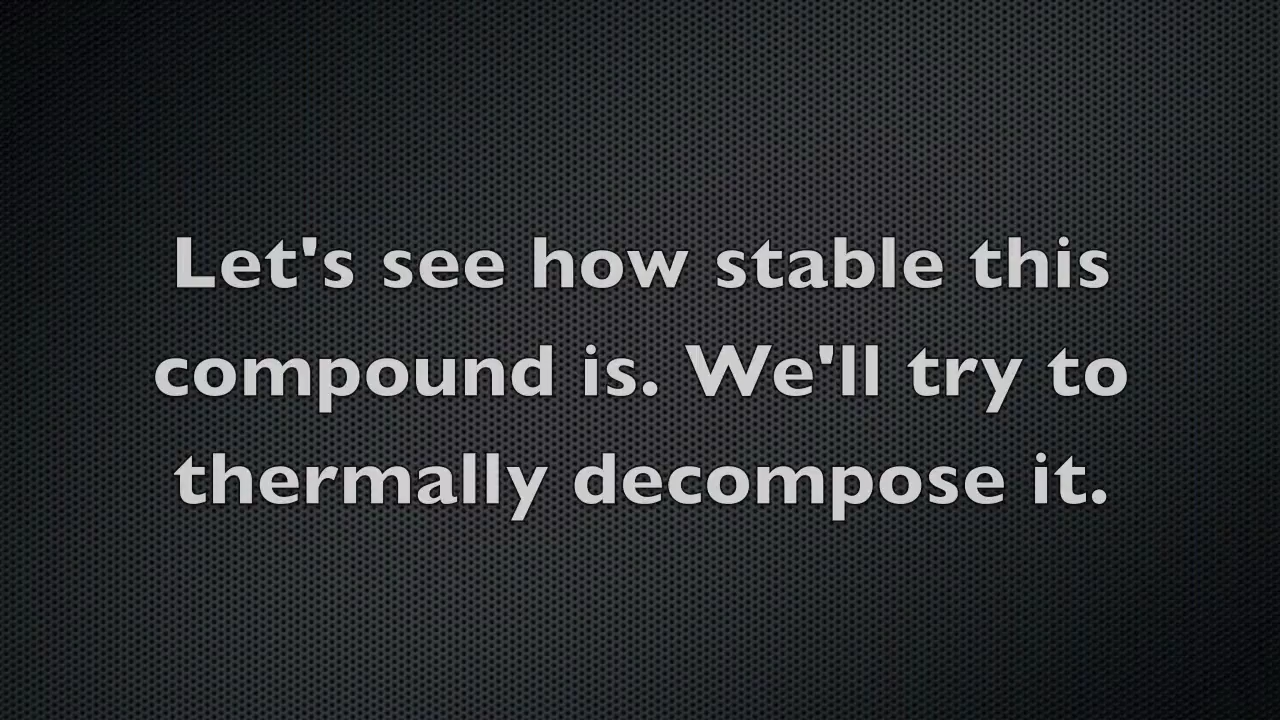 Let's see how stable this
compound is. We'll try to
thermally decompose it.